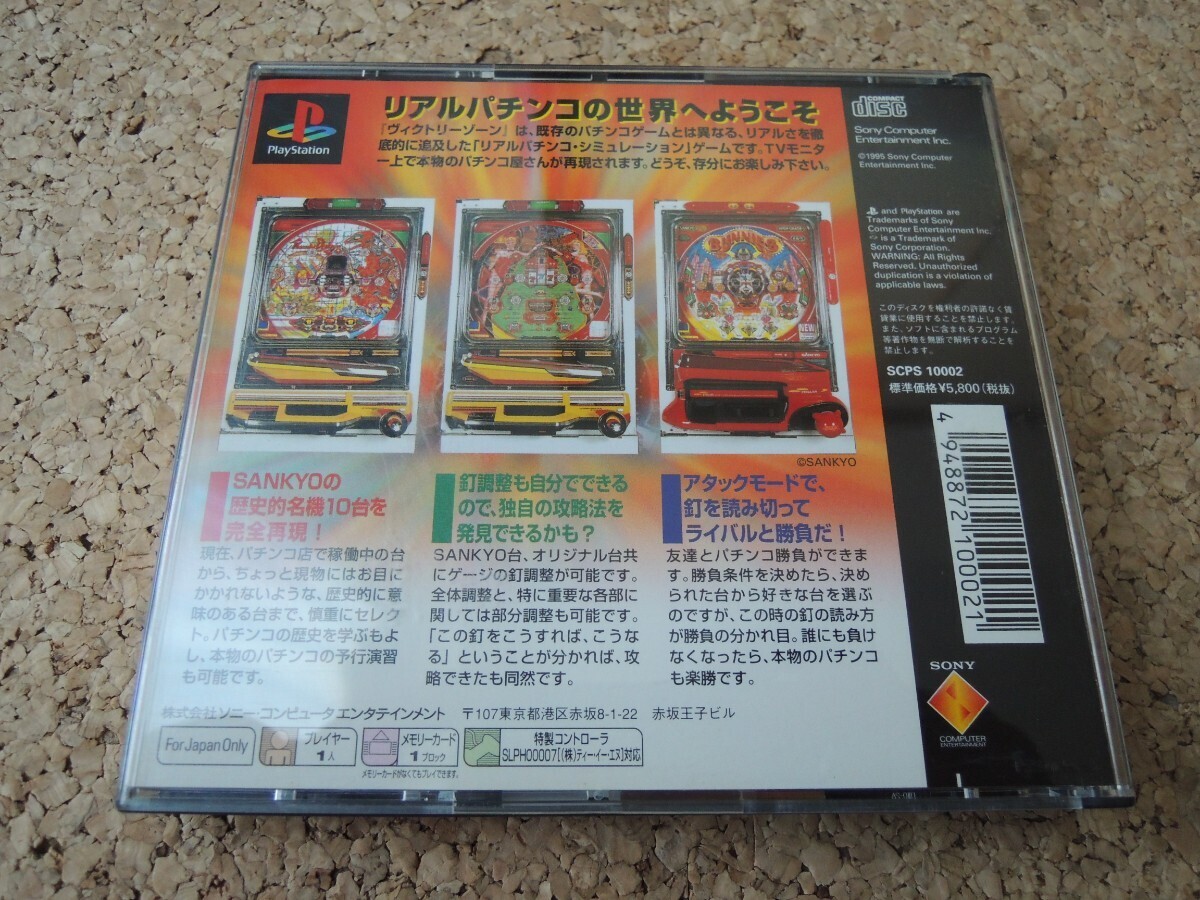 PlayStation
リアルパチンコの世界へようこそ
『ヴィクトリーゾーン』は、既存のパチンコゲームとは異なる、リアルさを徹
底的に追及した「リアルパチンコ・シミュレーション」ゲームです。TVモニタ
ー上で本物のパチンコ屋さんが再現されます。どうぞ、存分にお楽しみ下さい。
BUNNIES
NEW
©SANKYO
SANKYOの
歴史的名機10台を
完全再現！
現在、パチンコ店で稼働中の台
から、ちょっと現物にはお目に
かかれないような、歴史的に意
味のある台まで、慎重にセレク
ト。パチンコの歴史を学ぶもよ
し、本物のパチンコの予行演習
も可能です。
釘調整も自分でできる
ので、独自の攻略法を
発見できるかも？
SANKYO台、オリジナル台共
にゲージの釘調整が可能です。
全体調整と、特に重要な各部に
関しては部分調整も可能です。
「この釘をこうすれば、こうな
る」ということが分かれば、攻
略できたも同然です。
アタックモードで、
釘を読み切って
ライバルと勝負だ！
友達とパチンコ勝負ができま
す。勝負条件を決めたら、決め
られた台から好きな台を選ぶ
のですが、この時の釘の読み方
が勝負の分かれ目。誰にも負け
なくなったら、本物のパチンコ
も楽勝です。
株式会社ソニー・コンピュータエンタテインメント 〒107東京都港区赤坂8-1-22 赤坂王子ビル
For Japan Only
プレイヤー
1人
メモリーカード
1ブロック
メモリーカードがなくてもプレイできます。
特製コントローラ
SLPH00007[(株)ティー・イー・エヌ]対応
COMPACT
disc
Sony Computer
Entertainment Inc.
©1995 Sony Computer
Entertainment Inc.
and PlayStation are
Trademarks of Sony
Computer Entertainment Inc.
is a Trademark of
Sony Corporation.
WARNING: All Rights
Reserved. Unauthorized
duplication is a violation of
applicable laws.
このディスクを権利者の許諾なく賃
貸業に使用することを禁止します。
また、ソフトに含まれるプログラム
等著作物を無断で解析することを
禁止します。
SCPS 10002
標準価格¥5,800(税抜)
4948872100021
SONY
COMPUTER
ENTERTAINMENT